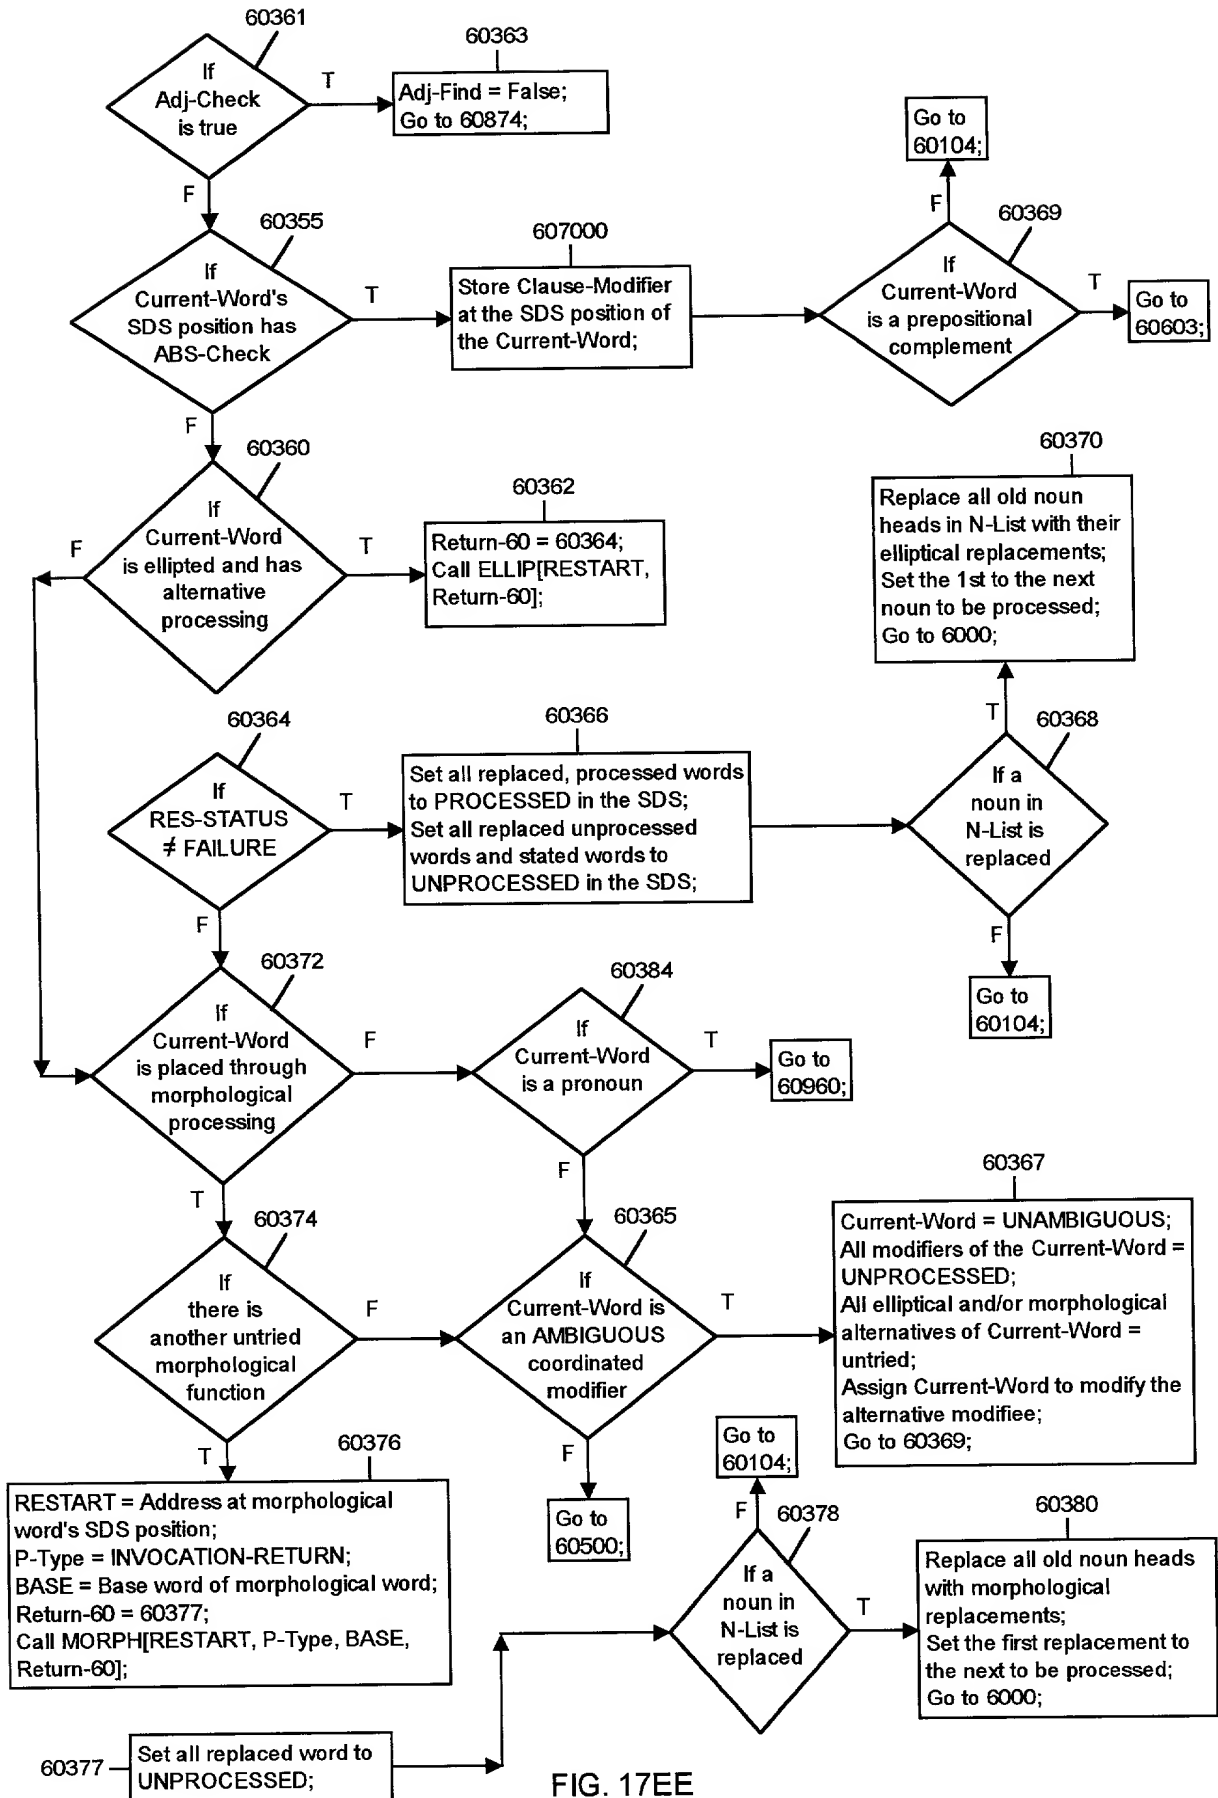 60361
If
Adj-Check
is true
T
F
60363
Adj-Find = False;
Go to 60874;
60355
If
Current-Word's
SDS position has
ABS-Check
T
F
607000
Store Clause-Modifier
at the SDS position of
the Current-Word;
Go to
60104;
F
60369
If
Current-Word
is a prepositional
complement
T
Go to
60603;
60360
If
Current-Word
is ellipted and has
alternative
processing
F
T
60362
Return-60 = 60364;
Call ELLIP[RESTART,
Return-60];
60370
Replace all old noun
heads in N-List with their
elliptical replacements;
Set the 1st to the next
noun to be processed;
Go to 6000;
60364
If
RES-STATUS
≠ FAILURE
T
F
60366
Set all replaced, processed words
to PROCESSED in the SDS;
Set all replaced unprocessed
words and stated words to
UNPROCESSED in the SDS;
T
60368
If a
noun in
N-List is
replaced
F
Go to
60104;
60372
If
Current-Word
is placed through
morphological
processing
F
T
60384
If
Current-Word
is a pronoun
T
F
Go to
60960;
60374
If
there is
another untried
morphological
function
F
T
60365
If
Current-Word is
an AMBIGUOUS
coordinated
modifier
T
F
Go to
60500;
60367
Current-Word = UNAMBIGUOUS;
All modifiers of the Current-Word =
UNPROCESSED;
All elliptical and/or morphological
alternatives of Current-Word =
untried;
Assign Current-Word to modify the
alternative modifiee;
Go to 60369;
60376
RESTART = Address at morphological
word's SDS position;
P-Type = INVOCATION-RETURN;
BASE = Base word of morphological word;
Return-60 = 60377;
Call MORPH[RESTART, P-Type, BASE,
Return-60];
Go to
60104;
F
60378
If a
noun in
N-List is
replaced
T
60380
Replace all old noun heads
with morphological
replacements;
Set the first replacement to
the next to be processed;
Go to 6000;
60377
Set all replaced word to
UNPROCESSED;
FIG. 17EE